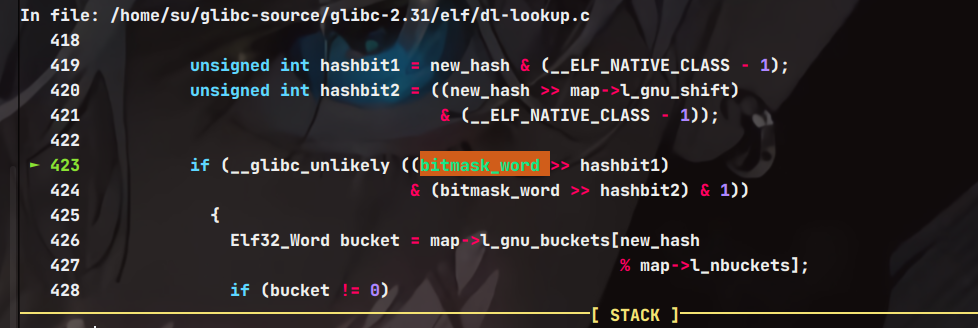 In file: /home/su/glibc-source/glibc-2.31/elf/dl-lookup.c
418
419 unsigned int hashbit1 = new_hash & (__ELF_NATIVE_CLASS - 1);
420 unsigned int hashbit2 = ((new_hash >> map->l_gnu_shift)
421 & (__ELF_NATIVE_CLASS - 1));
422
► 423 if (__glibc_unlikely ((bitmask_word >> hashbit1)
424 & (bitmask_word >> hashbit2) & 1))
425 {
426 Elf32_Word bucket = map->l_gnu_buckets[new_hash
427 % map->l_nbuckets];
428 if (bucket != 0)
[ STACK ]